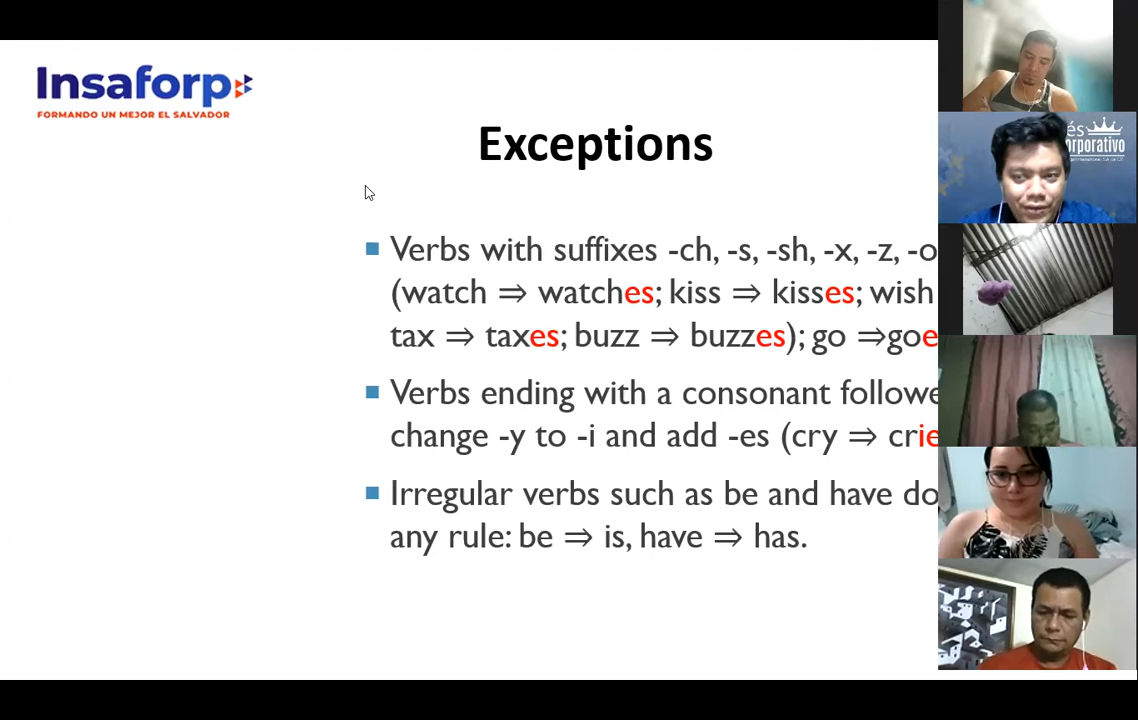 Insaforp
FORMANDO UN MEJOR EL SALVADOR
Exceptions
Verbs with suffixes -ch, -s, -sh, -x, -z, -o
(watch ⇒ watches; kiss ⇒ kisses; wish
tax ⇒ taxes; buzz ⇒ buzzes); go ⇒goe
Verbs ending with a consonant followe
change -y to -i and add -es (cry ⇒ crie
Irregular verbs such as be and have do
any rule: be ⇒ is, have ⇒ has.
és
orporativo